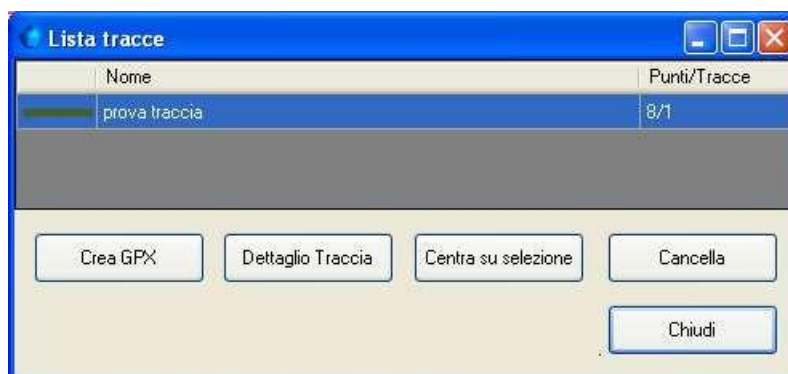 Lista tracce
Nome Punti/Tracce
prova traccia 8/1
Crea GPX Dettaglio Traccia Centra su selezione Cancella
Chiudi